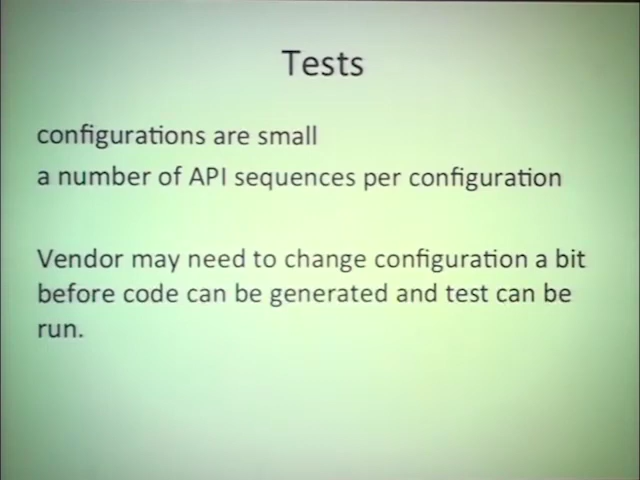 Tests
configurations are small
a number of API sequences per configuration
Vendor may need to change configuration a bit
before code can be generated and test can be
run.